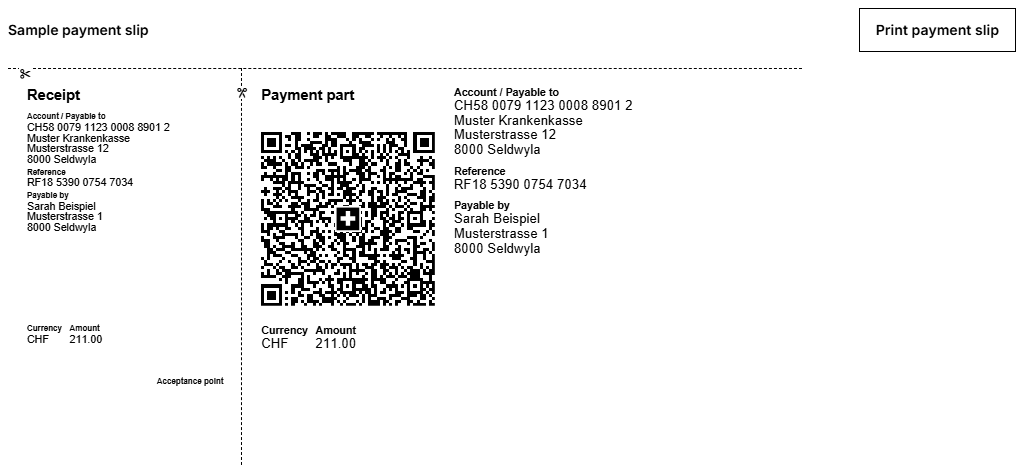 Sample payment slip
Print payment slip
Receipt
Account / Payable to
CH58 0079 1123 0008 8901 2
Muster Krankenkasse
Musterstrasse 12
8000 Seldwyla
Reference
RF18 5390 0754 7034
Payable by
Sarah Beispiel
Musterstrasse 1
8000 Seldwyla
Currency Amount
CHF 211.00
Acceptance point
Payment part
Currency Amount
CHF 211.00
Account / Payable to
CH58 0079 1123 0008 8901 2
Muster Krankenkasse
Musterstrasse 12
8000 Seldwyla
Reference
RF18 5390 0754 7034
Payable by
Sarah Beispiel
Musterstrasse 1
8000 Seldwyla